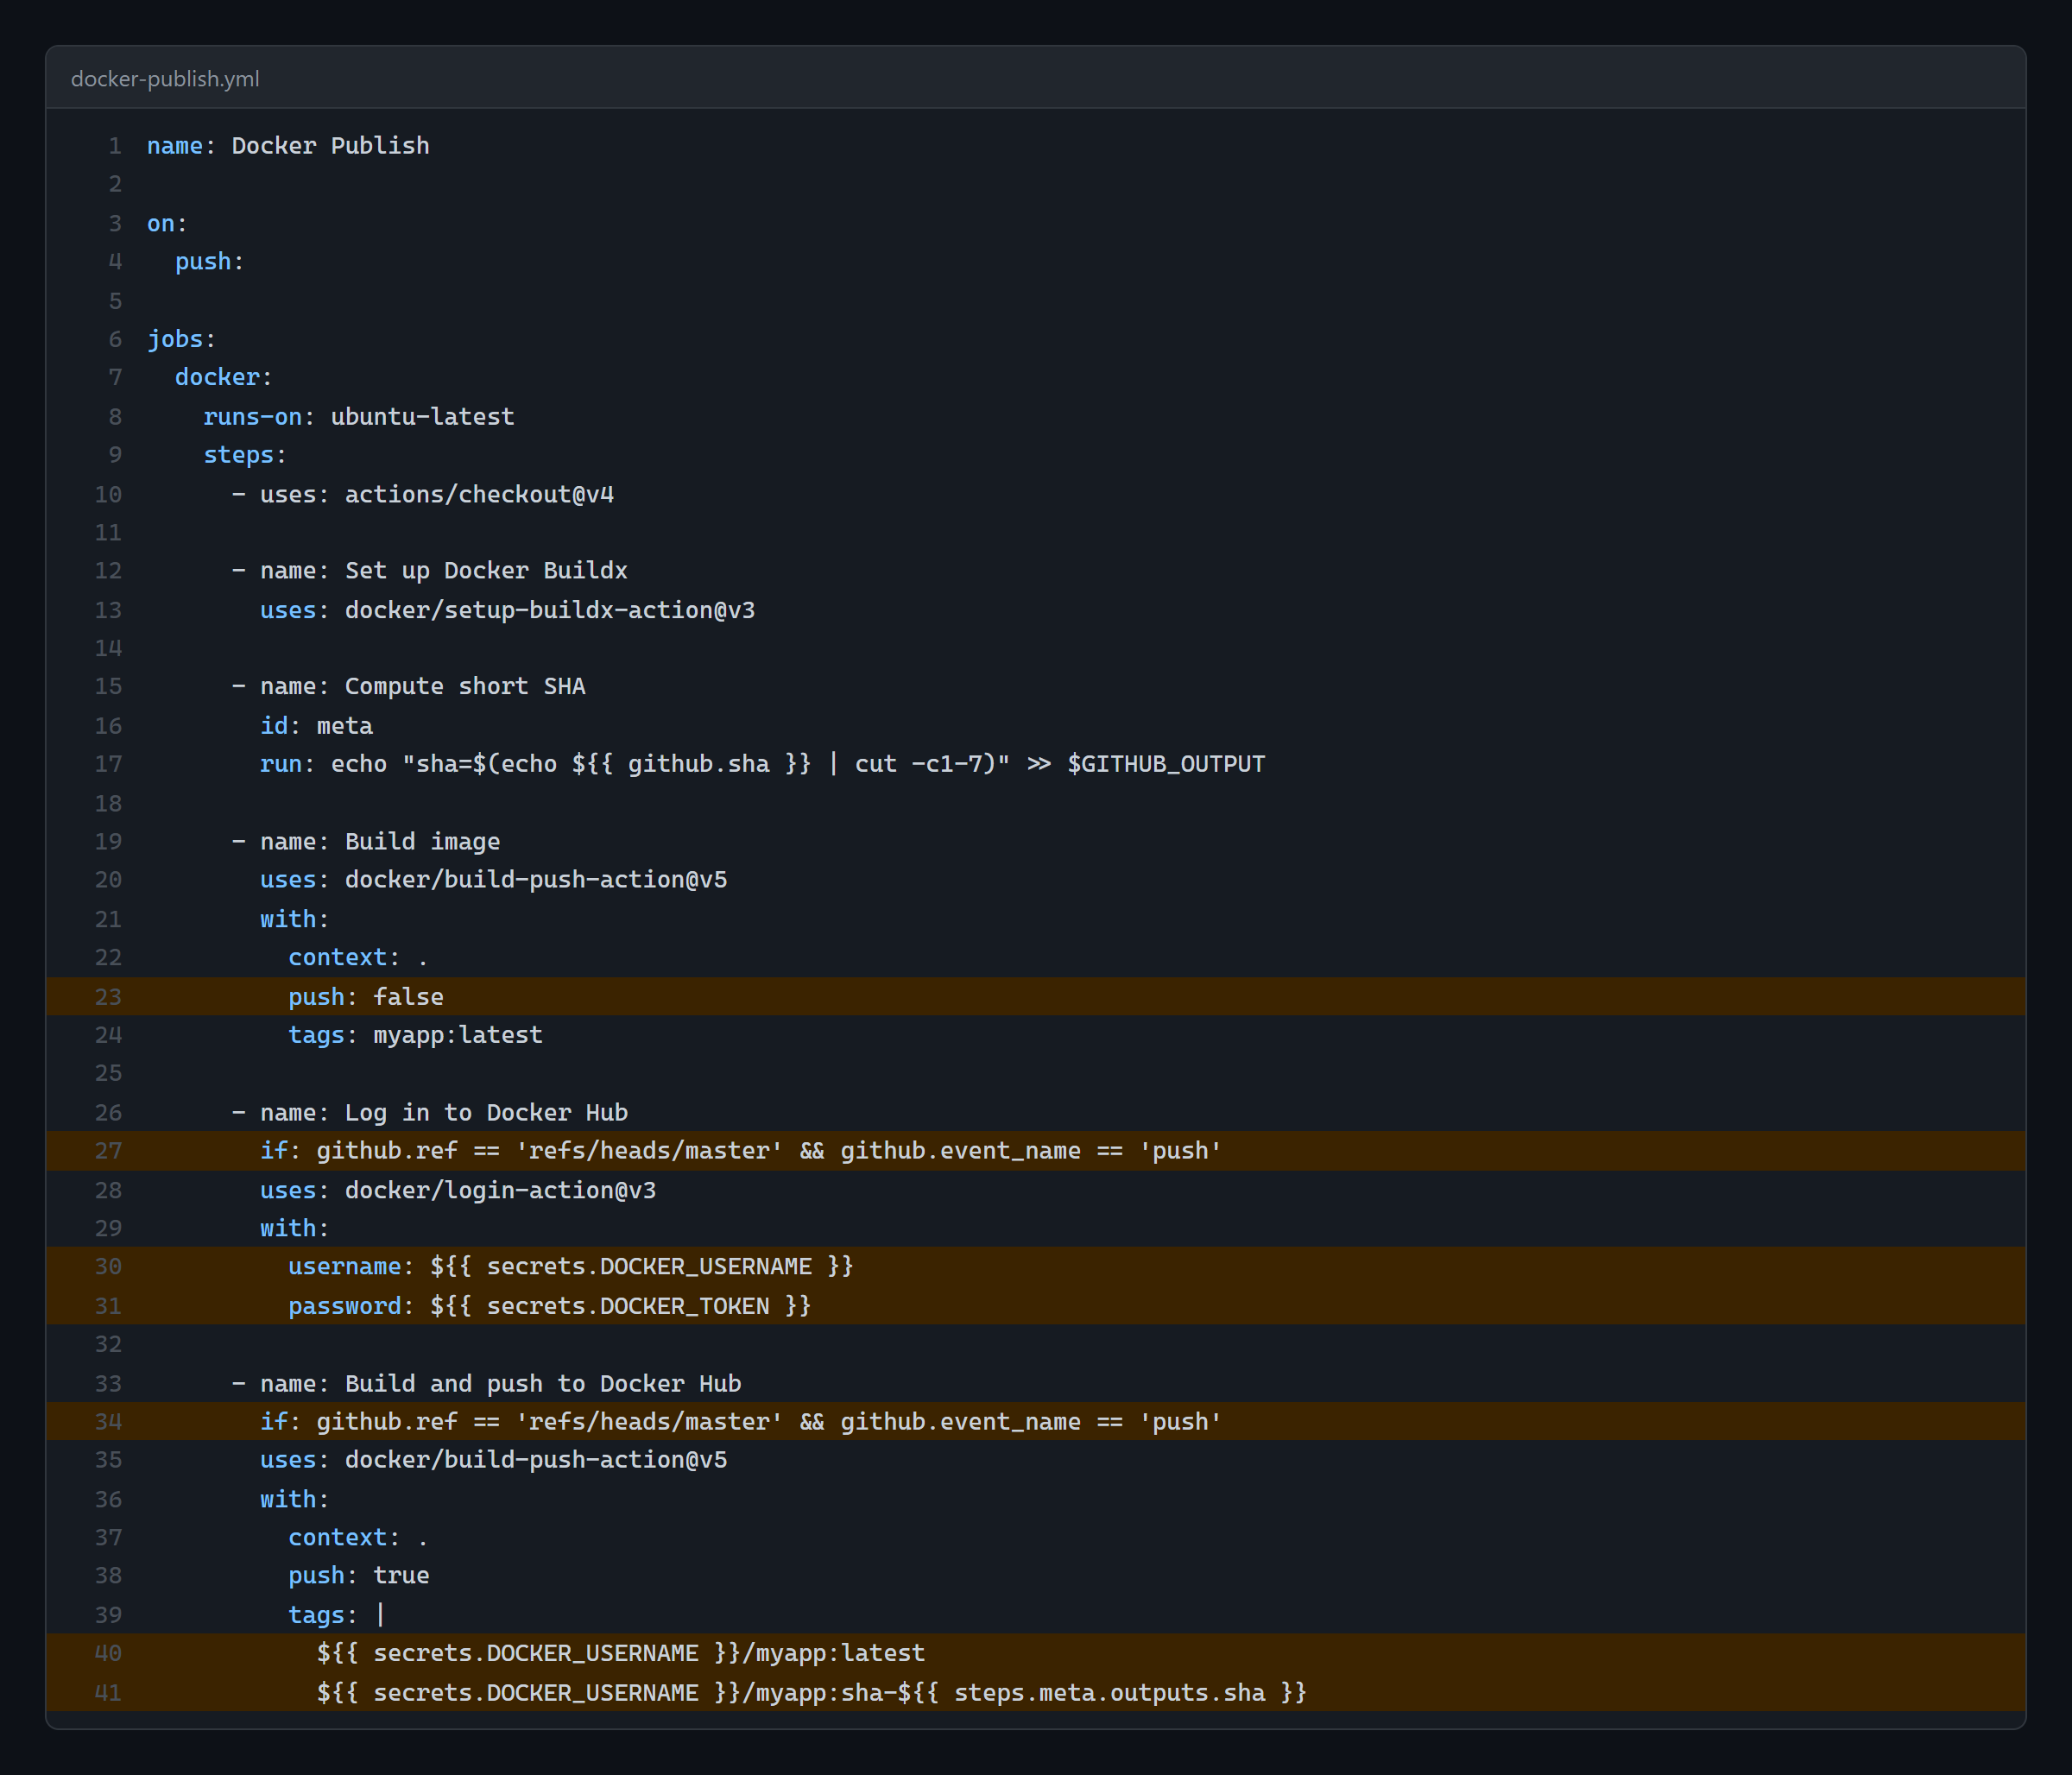 docker-publish.yml
1 name: Docker Publish
2
3 on:
4   push:
5
6 jobs:
7   docker:
8     runs-on: ubuntu-latest
9     steps:
10       - uses: actions/checkout@v4
11
12       - name: Set up Docker Buildx
13         uses: docker/setup-buildx-action@v3
14
15       - name: Compute short SHA
16         id: meta
17         run: echo "sha=$(echo ${{ github.sha }} | cut -c1-7)" >> $GITHUB_OUTPUT
18
19       - name: Build image
20         uses: docker/build-push-action@v5
21         with:
22           context: .
23           push: false
24           tags: myapp:latest
25
26       - name: Log in to Docker Hub
27         if: github.ref == 'refs/heads/master' && github.event_name == 'push'
28         uses: docker/login-action@v3
29         with:
30           username: ${{ secrets.DOCKER_USERNAME }}
31           password: ${{ secrets.DOCKER_TOKEN }}
32
33       - name: Build and push to Docker Hub
34         if: github.ref == 'refs/heads/master' && github.event_name == 'push'
35         uses: docker/build-push-action@v5
36         with:
37           context: .
38           push: true
39           tags: |
40             ${{ secrets.DOCKER_USERNAME }}/myapp:latest
41             ${{ secrets.DOCKER_USERNAME }}/myapp:sha-${{ steps.meta.outputs.sha }}